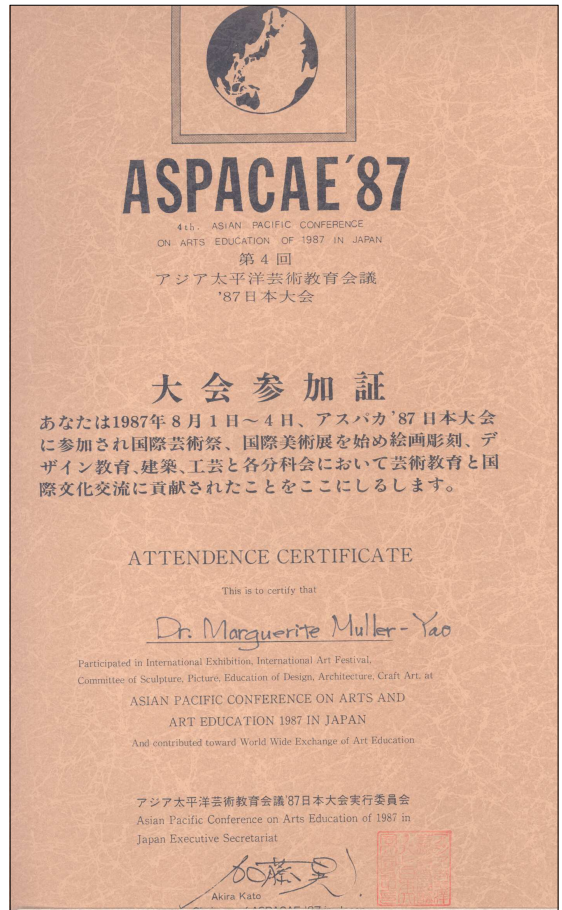 ASPACAE'87
4th. ASIAN PACIFIC CONFERENCE
ON ARTS EDUCATION OF 1987 IN JAPAN
第4回
アジア太平洋芸術教育会議
'87日本大会
大会参加証
あなたは1987年8月1日〜4日、アスパカ'87日本大会
に参加され国際芸術祭、国際美術展を始め絵画彫刻、デ
ザイン教育、建築、工芸と各分科会において芸術教育と国
際文化交流に貢献されたことをここにしるします。
ATTENDENCE CERTIFICATE
This is to certify that
Dr. Marguerite Muller-Yao
Participated in International Exhibition, International Art Festival,
Committee of Sculpture, Picture, Education of Design, Architecture, Craft Art, at
ASIAN PACIFIC CONFERENCE ON ARTS AND
ART EDUCATION 1987 IN JAPAN
And contributed toward World Wide Exchange of Art Education
アジア太平洋芸術教育会議'87日本大会実行委員会
Asian Pacific Conference on Arts Education of 1987 in
Japan Executive Secretariat
Akira Kato